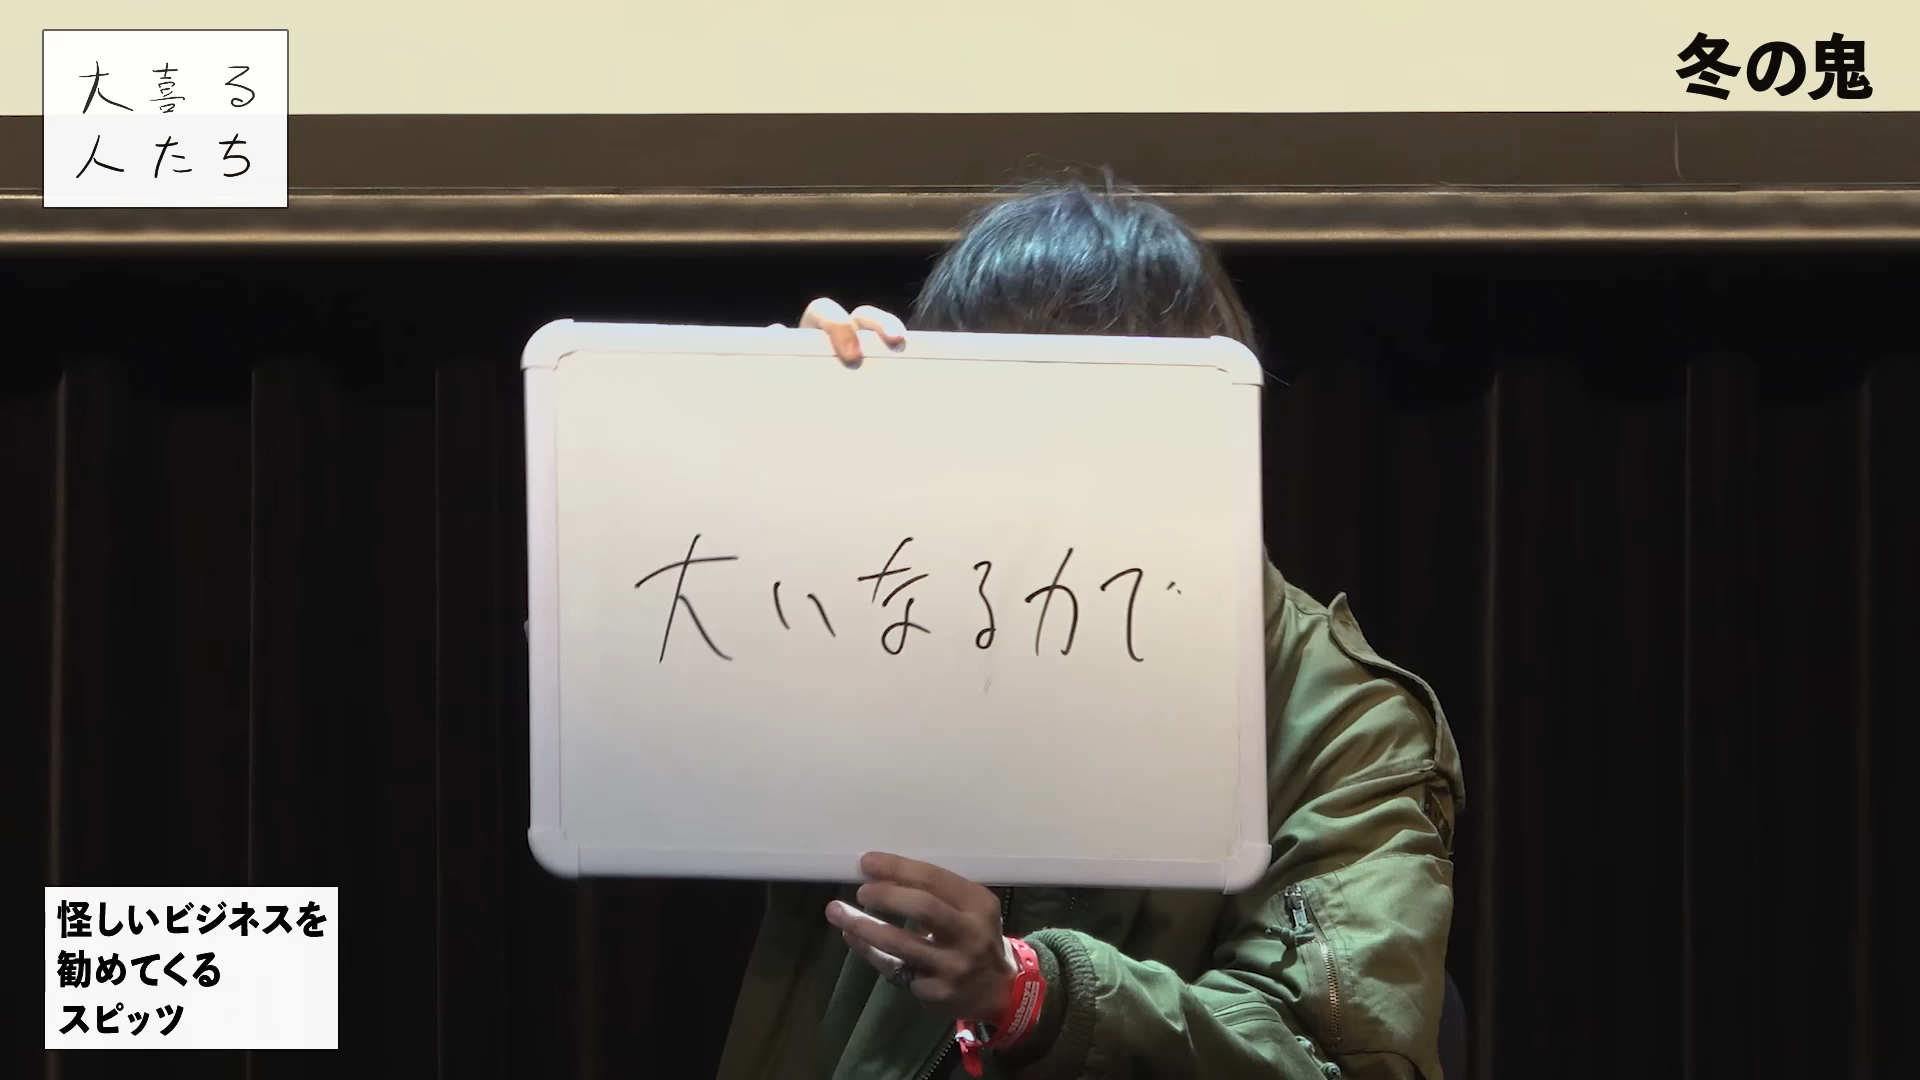 大喜る
人たち
冬の鬼
大いなる力で
怪しいビジネスを
勧めてくる
スピッツ
Shibuya